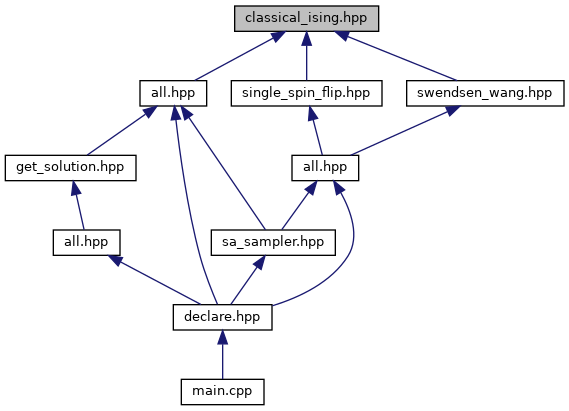 classical_ising.hpp
all.hpp
single_spin_flip.hpp
swendsen_wang.hpp
get_solution.hpp
all.hpp
all.hpp
sa_sampler.hpp
declare.hpp
main.cpp